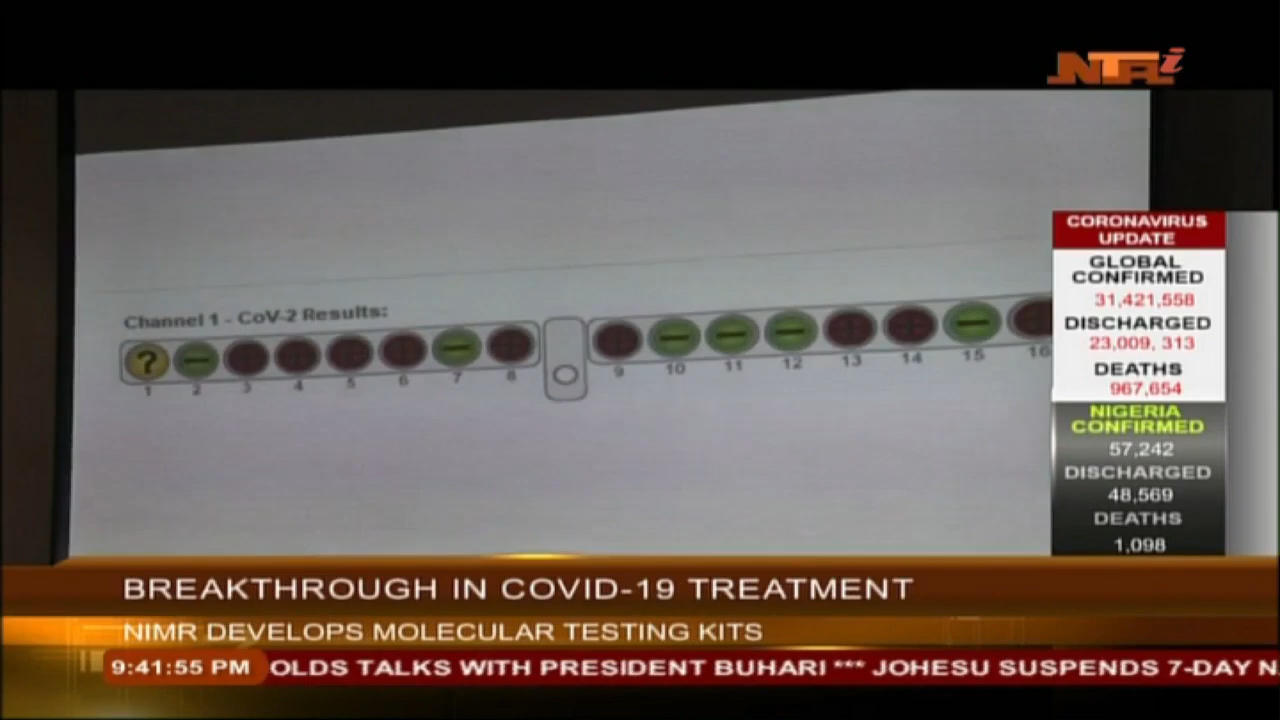 NTAi
Channel 1 - CoV-2 Results:
?
1 2 3 4 5 6 7 8 9 10 11 12 13 14 15 16
CORONAVIRUS
UPDATE
GLOBAL
CONFIRMED
31,421,558
DISCHARGED
23,009, 313
DEATHS
967,654
NIGERIA
CONFIRMED
57,242
DISCHARGED
48,569
DEATHS
1,098
BREAKTHROUGH IN COVID-19 TREATMENT
NIMR DEVELOPS MOLECULAR TESTING KITS
9:41:55 PM OLDS TALKS WITH PRESIDENT BUHARI *** JOHESU SUSPENDS 7-DAY N